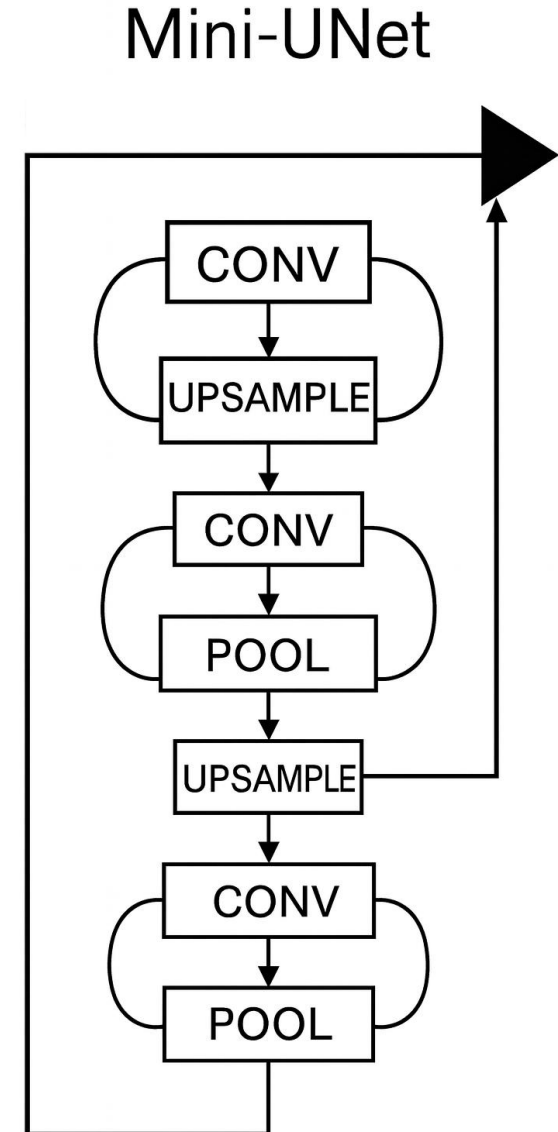 Mini-UNet
CONV
UPSAMPLE
CONV
POOL
UPSAMPLE
CONV
POOL